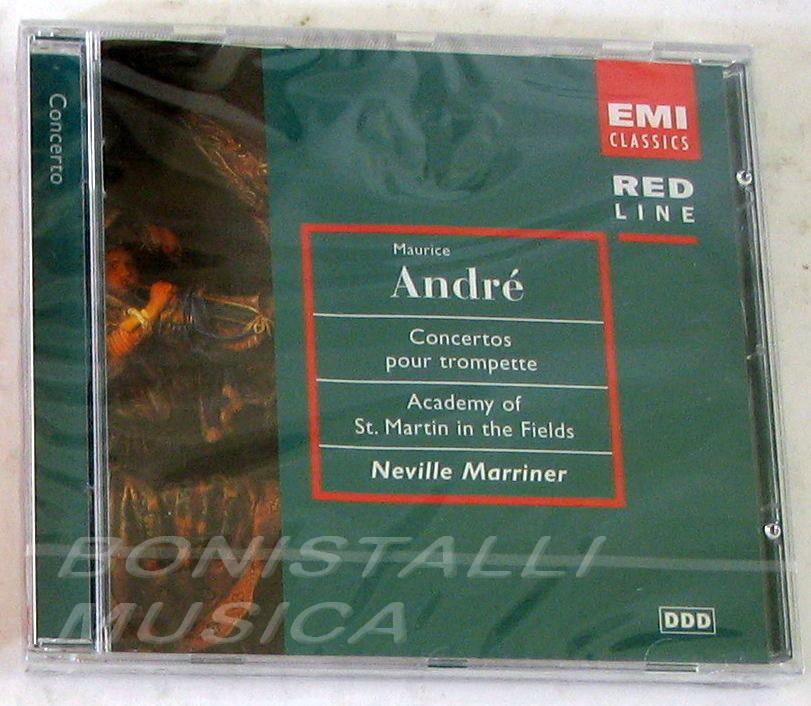 Concerto
EMI
CLASSICS
RED
LINE
Maurice
André
Concertos
pour trompette
Academy of
St. Martin in the Fields
Neville Marriner
BONISTALLI
MUSICA
DDD